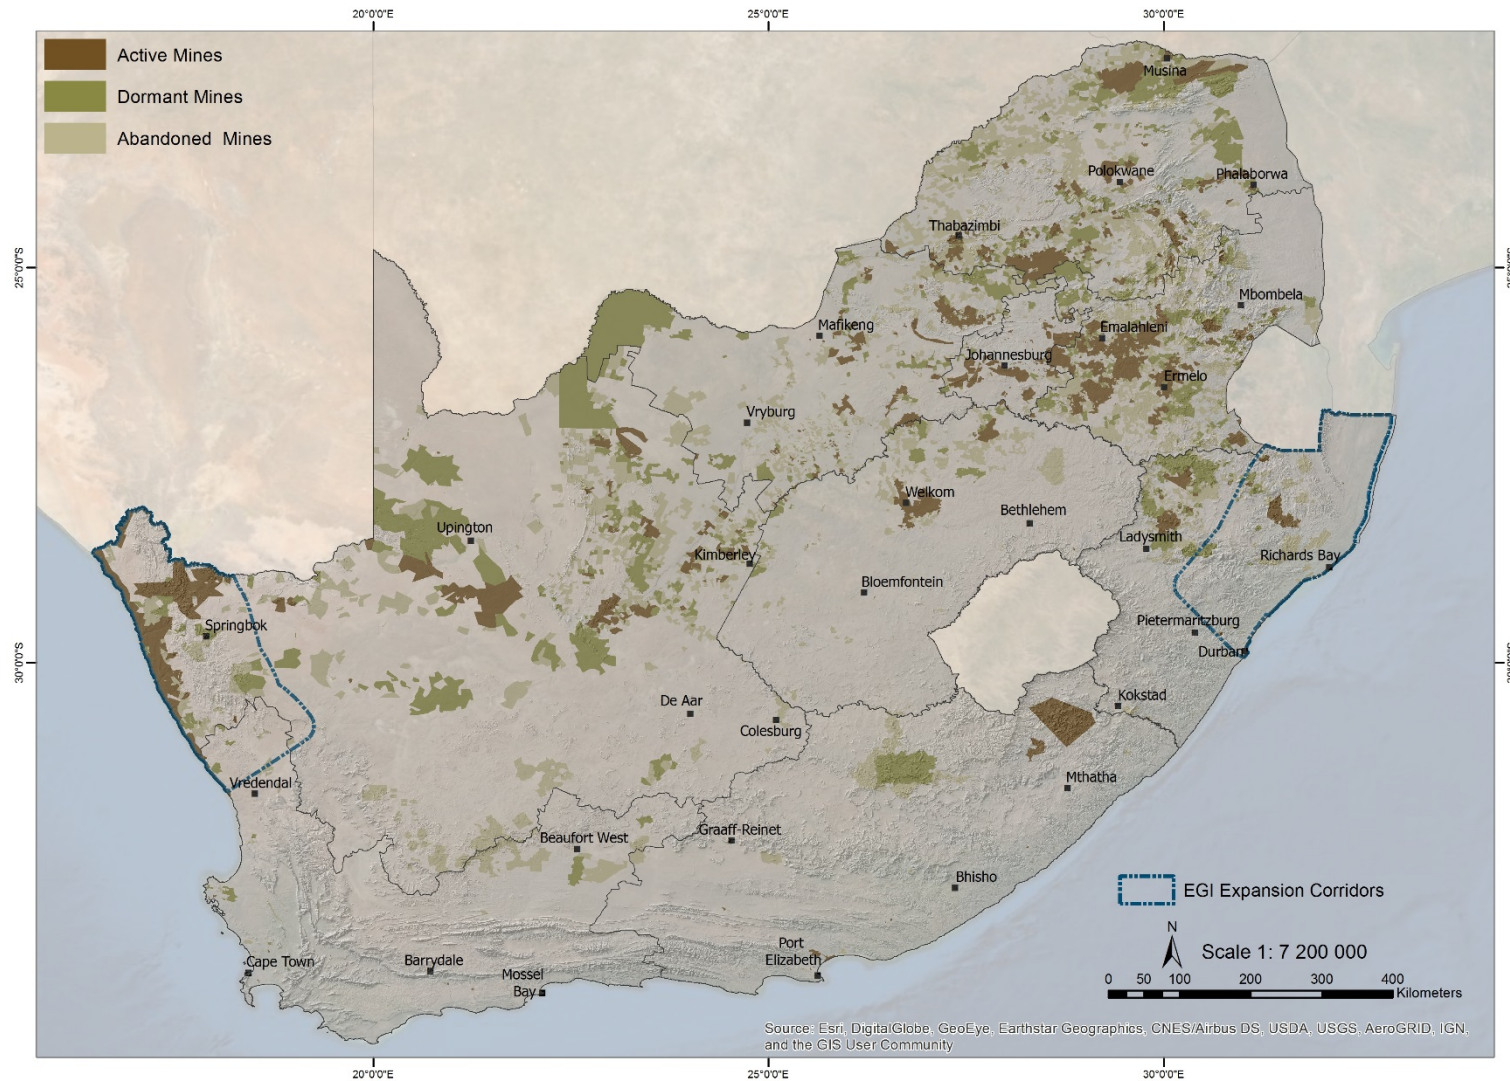 20°0'0"E
25°0'0"E
30°0'0"E
Active Mines
Dormant Mines
Abandoned Mines
Musina
Polokwane
Phalaborwa
Thabazimbi
25°0'0"S
Mbombela
Mafikeng
Emalahleni
Johannesburg
Ermelo
Vryburg
Welkom
Bethlehem
Upington
Ladysmith
Kimberley
Richards Bay
Bloemfontein
Springbok
Pietermaritzburg
Durban
30°0'0"S
Kokstad
De Aar
Colesburg
Mthatha
Vredendal
Beaufort West
Graaff-Reinet
Bhisho
EGI Expansion Corridors
N
Scale 1: 7 200 000
Port
Elizabeth
Cape Town
Barrydale
Mossel
Bay
0 50 100 200 300 400
Kilometers
Source: Esri, DigitalGlobe, GeoEye, Earthstar Geographics, CNES/Airbus DS, USDA, USGS, AeroGRID, IGN,
and the GIS User Community
20°0'0"E
25°0'0"E
30°0'0"E